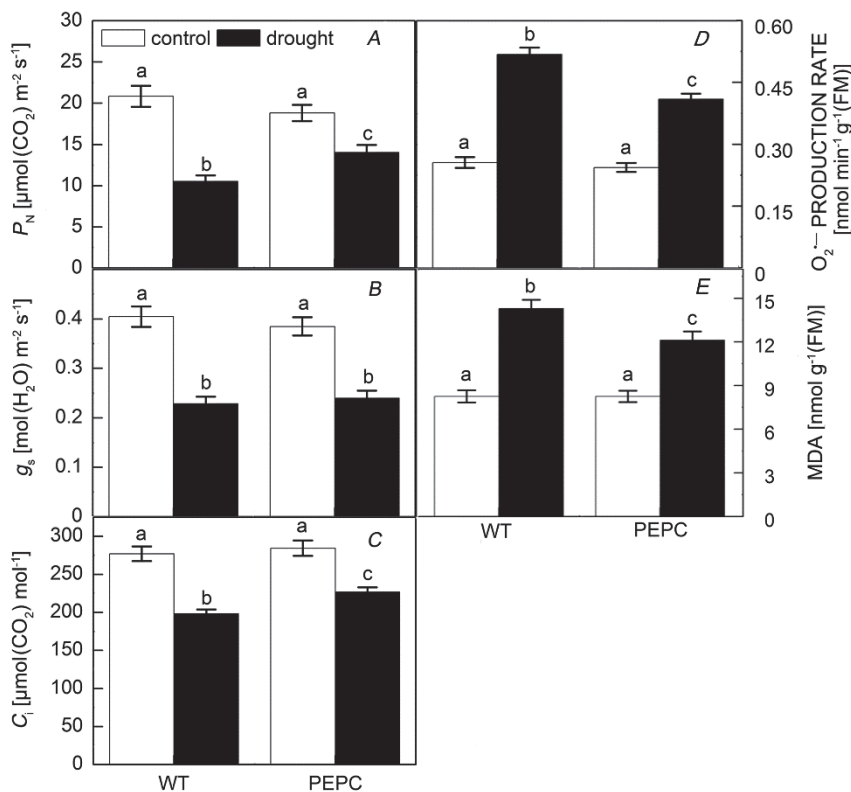 control drought
A
30
25
20
15
10
5
0
P_N [µmol(CO₂) m⁻² s⁻¹]
a
b
a
c
D
0.60
0.45
0.30
0.15
0
O₂•– PRODUCTION RATE
[nmol min⁻¹ g⁻¹(FM)]
a
b
a
c
B
0.4
0.3
0.2
0.1
0
g_s [mol(H₂O) m⁻² s⁻¹]
a
b
a
b
E
15
12
9
6
3
0
MDA [nmol g⁻¹(FM)]
a
b
a
c
WT PEPC
C
300
250
200
150
100
50
0
C_i [µmol(CO₂) mol⁻¹]
a
b
a
c
WT PEPC